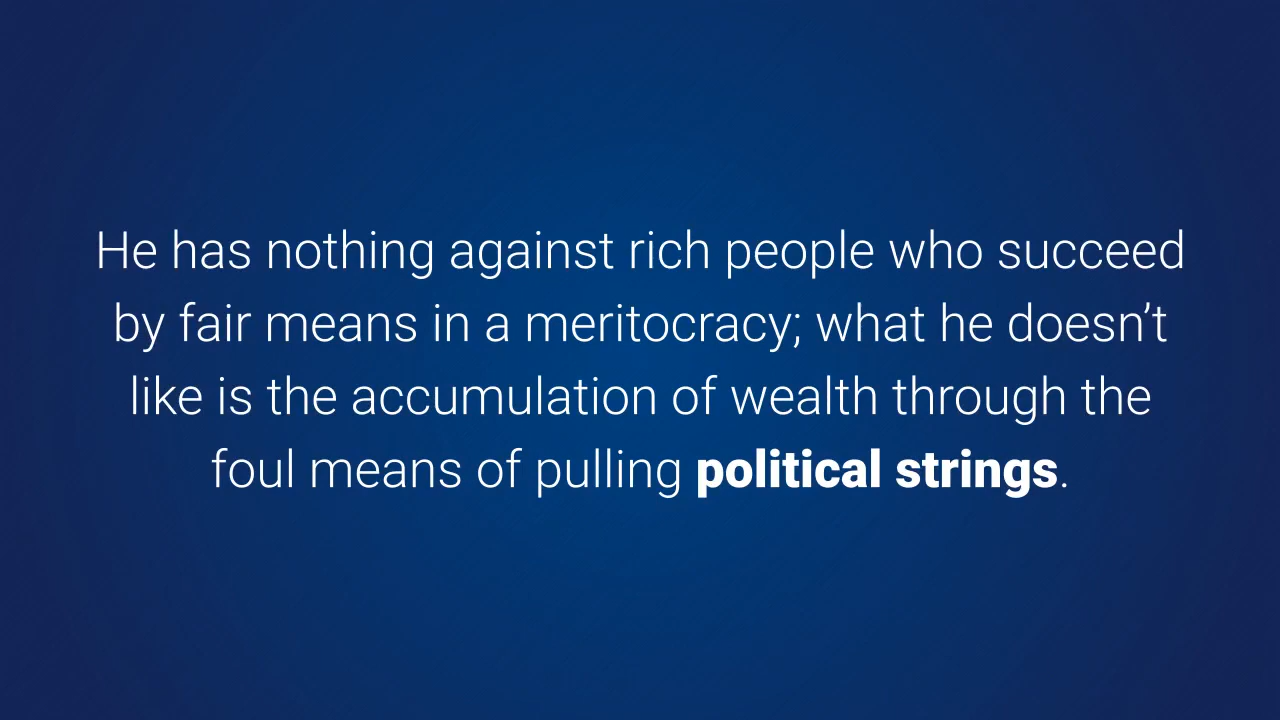 He has nothing against rich people who succeed
by fair means in a meritocracy; what he doesn’t
like is the accumulation of wealth through the
foul means of pulling political strings.